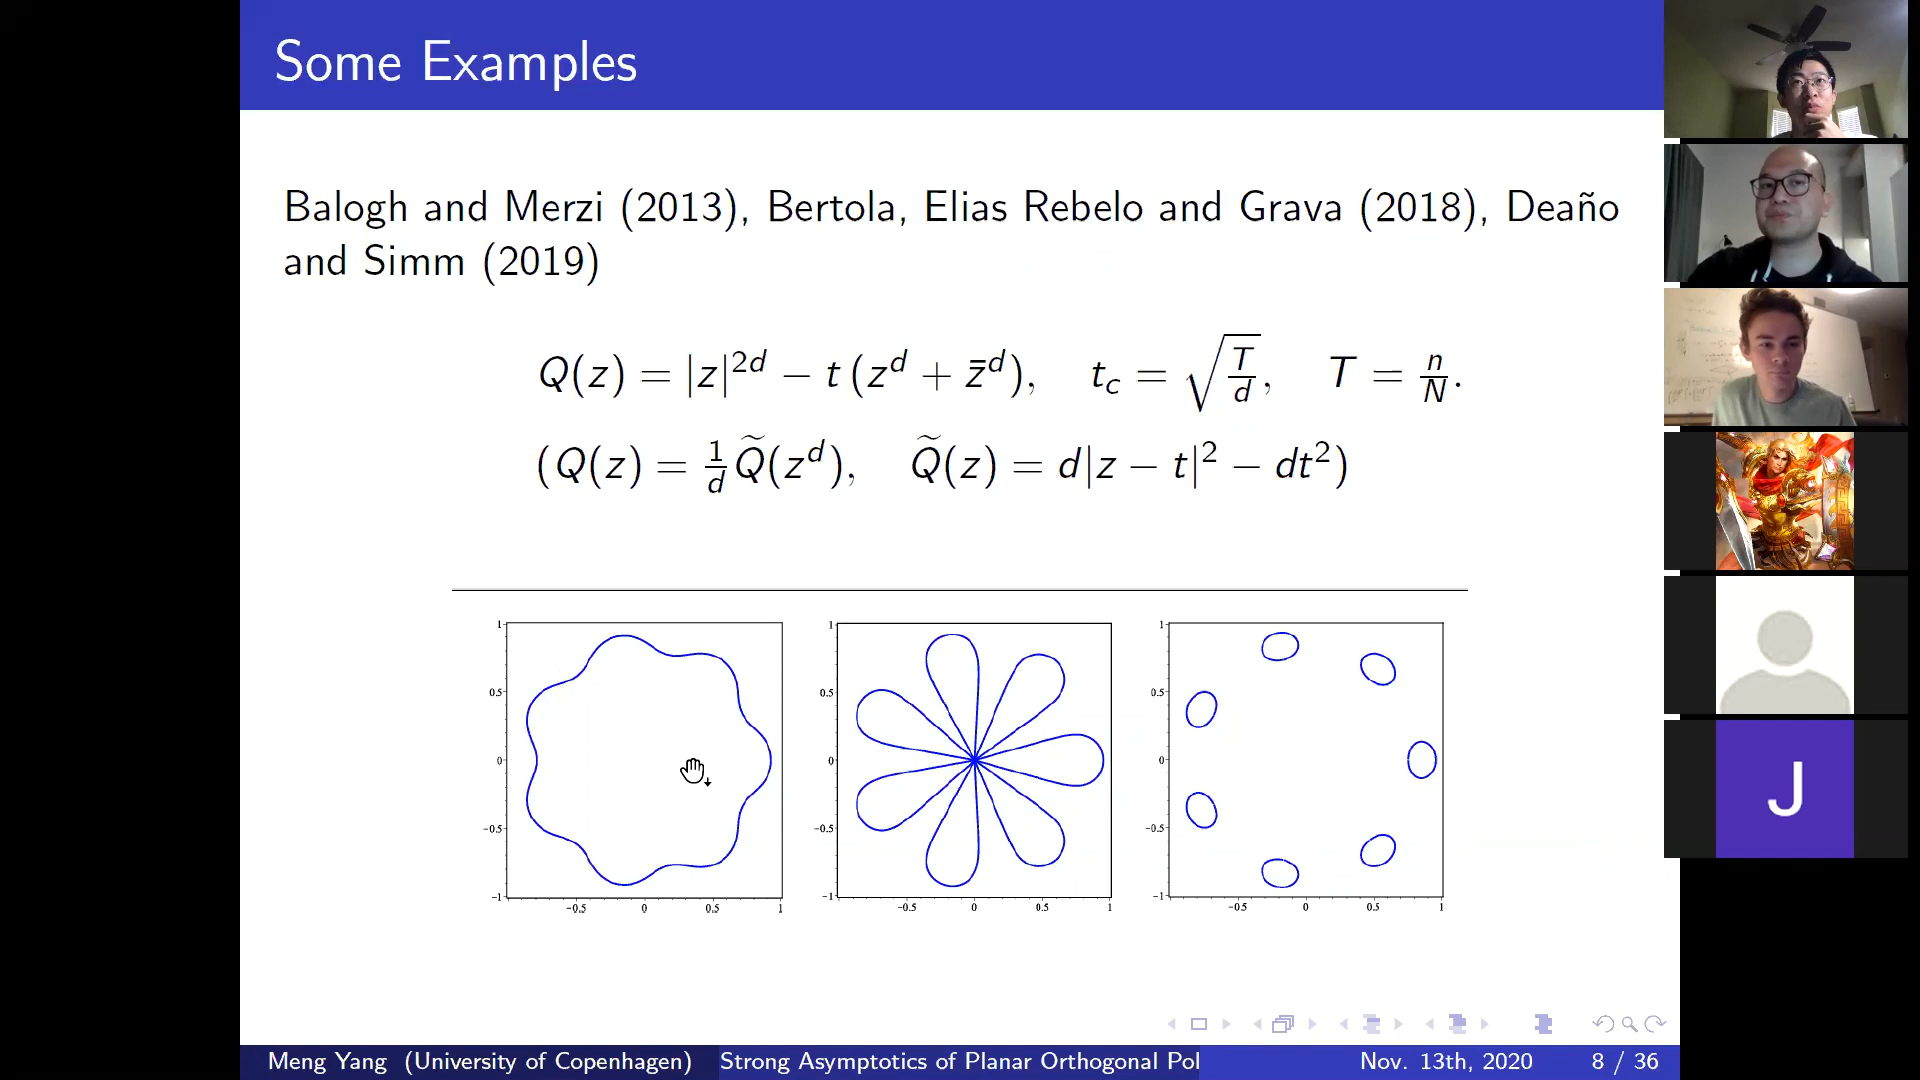 Some Examples
Balogh and Merzi (2013), Bertola, Elias Rebelo and Grava (2018), Deaño
and Simm (2019)
Q(z) = |z|^{2d} − t (z^d + z̄^d), t_c = √(T/d), T = n/N.
(Q(z) = 1/d Q̃(z^d), Q̃(z) = d|z − t|^2 − dt^2)
1 0.5 0 −0.5 −1
−0.5 0 0.5 1
1 0.5 0 −0.5 −1
−0.5 0 0.5 1
1 0.5 0 −0.5 −1
−0.5 0 0.5 1
Meng Yang (University of Copenhagen) Strong Asymptotics of Planar Orthogonal Pol Nov. 13th, 2020 8 / 36
J